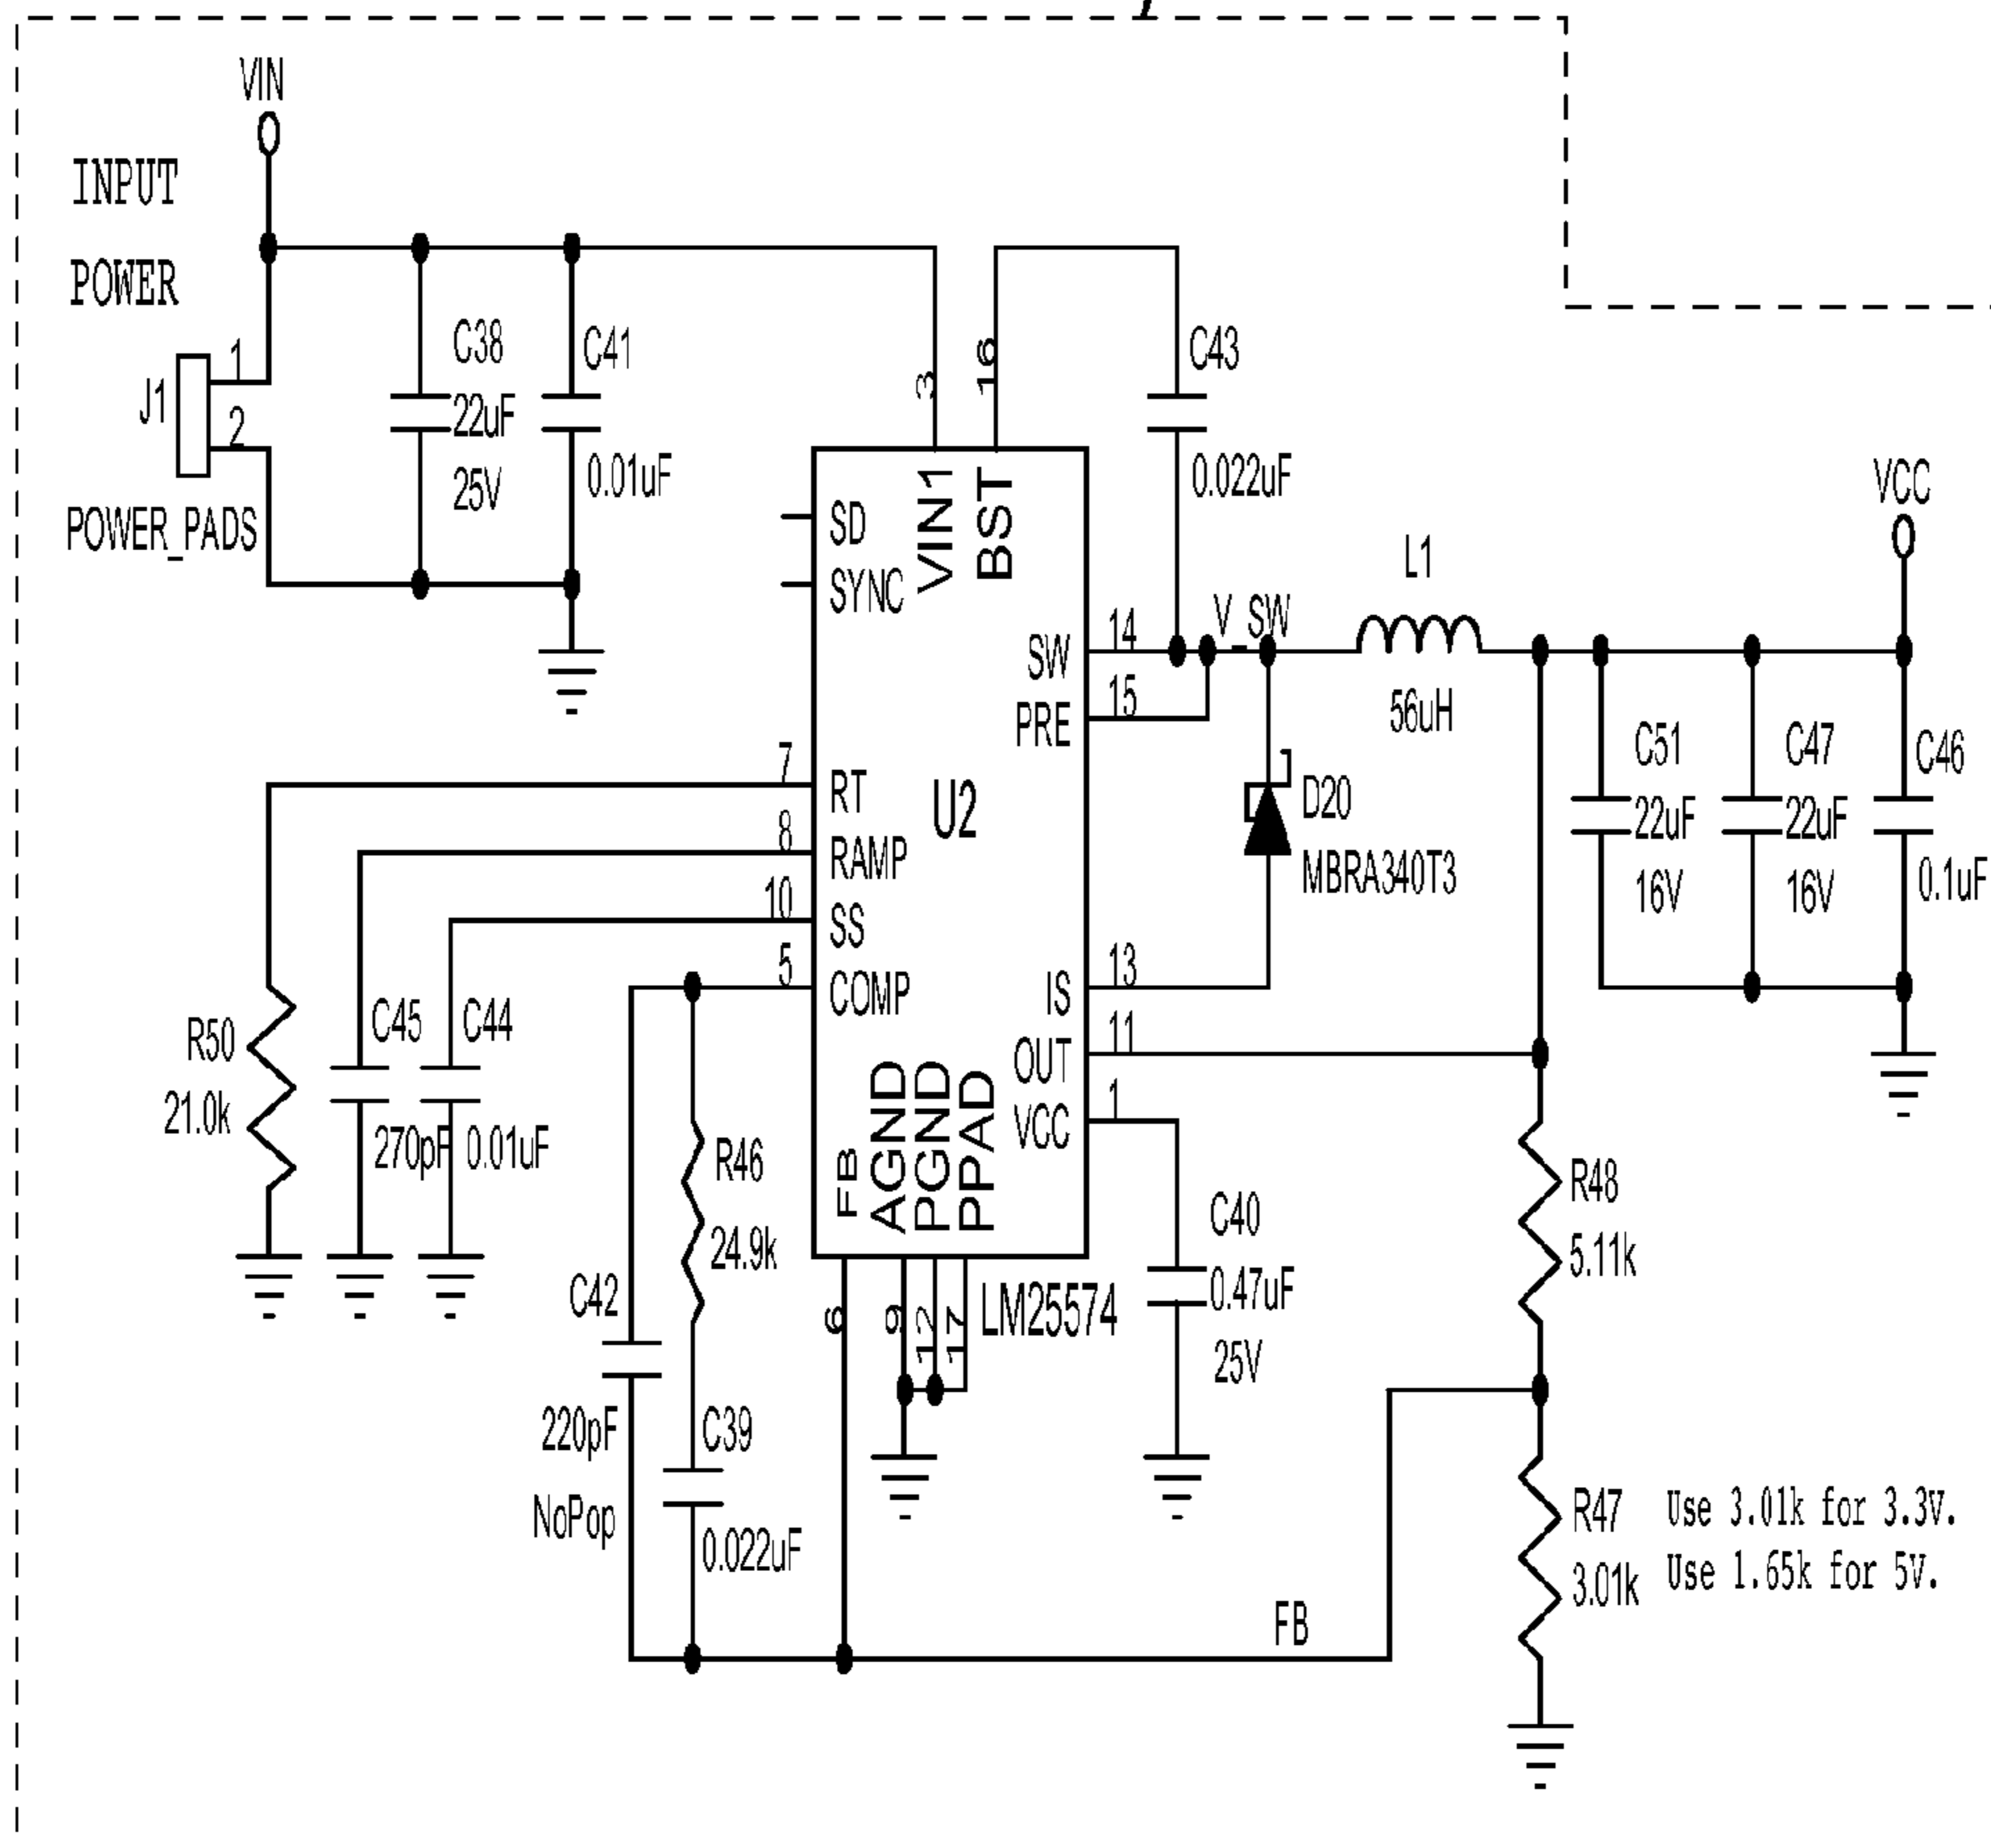 VIN
INPUT
POWER
J1
1
2
POWER_PADS
C38
22uF
25V
C41
0.01uF
3
16
C43
0.022uF
VIN1
BST
SD
SYNC
SW
14
PRE
15
V_SW
L1
56uH
VCC
C51
22uF
16V
C47
22uF
16V
C46
0.1uF
D20
MBRA340T3
U2
7
RT
8
RAMP
10
SS
5
COMP
IS
13
OUT
11
VCC
1
R50
21.0k
C45
270pF
C44
0.01uF
R46
24.9k
FB
AGND
PGND
PPAD
6
9
12
17
LM25574
C40
0.47uF
25V
C42
220pF
NoPop
C39
0.022uF
R48
5.11k
R47
3.01k
Use 3.01k for 3.3V.
Use 1.65k for 5V.
FB